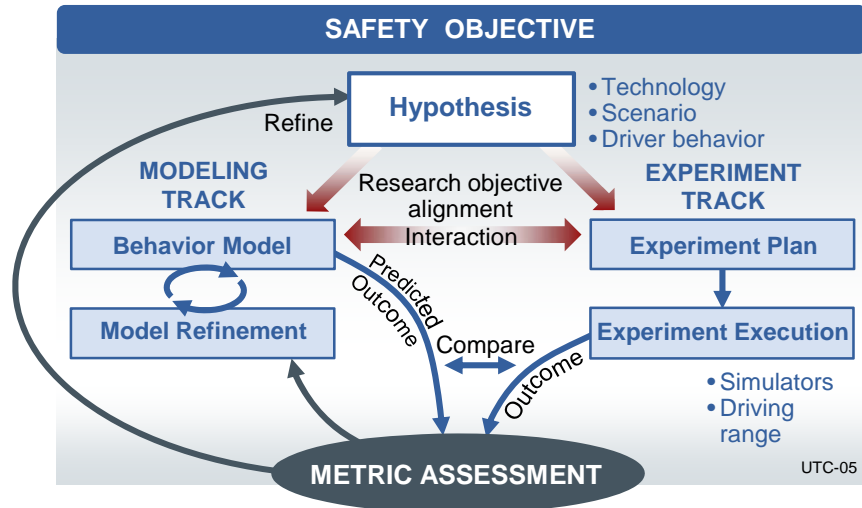 SAFETY OBJECTIVE
Hypothesis
• Technology
• Scenario
• Driver behavior
Refine
MODELING
TRACK
Research objective
alignment
Interaction
EXPERIMENT
TRACK
Behavior Model
Experiment Plan
Predicted
Outcome
Model Refinement
Compare
Experiment Execution
Outcome
• Simulators
• Driving
range
METRIC ASSESSMENT
UTC-05